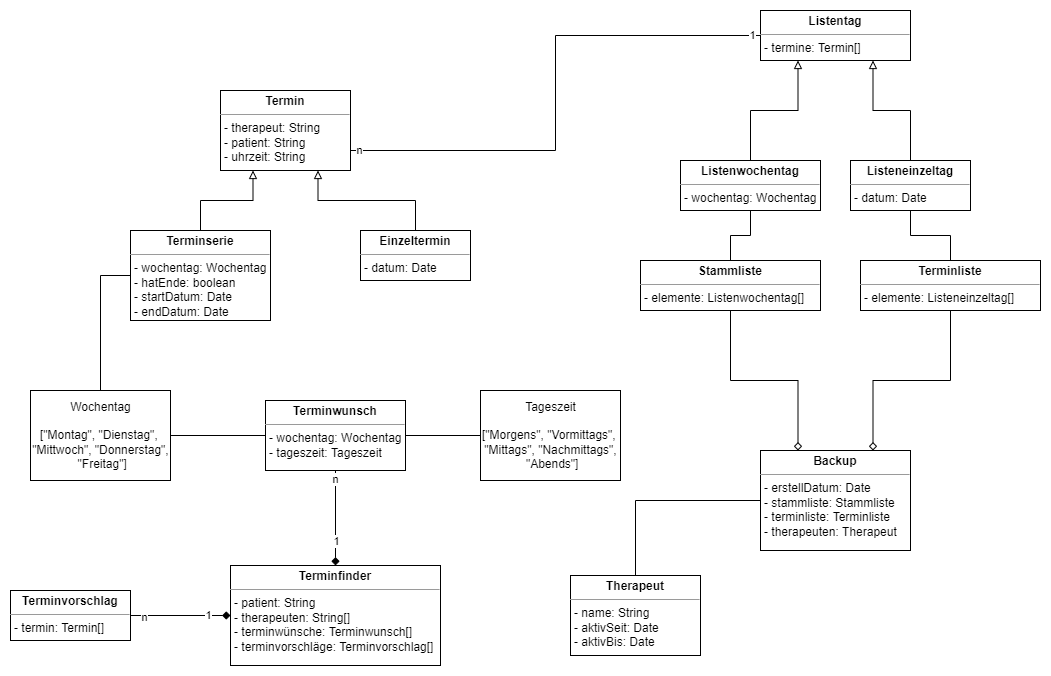 Listentag
- termine: Termin[]
1
n
Termin
- therapeut: String
- patient: String
- uhrzeit: String
Listenwochentag
- wochentag: Wochentag
Listeneinzeltag
- datum: Date
Terminserie
- wochentag: Wochentag
- hatEnde: boolean
- startDatum: Date
- endDatum: Date
Einzeltermin
- datum: Date
Stammliste
- elemente: Listenwochentag[]
Terminliste
- elemente: Listeneinzeltag[]
Wochentag
["Montag", "Dienstag",
"Mittwoch", "Donnerstag",
"Freitag"]
Terminwunsch
- wochentag: Wochentag
- tageszeit: Tageszeit
Tageszeit
["Morgens", "Vormittags",
"Mittags", "Nachmittags",
"Abends"]
n
1
Backup
- erstellDatum: Date
- stammliste: Stammliste
- terminliste: Terminliste
- therapeuten: Therapeut
Terminvorschlag
- termin: Termin[]
n
1
Terminfinder
- patient: String
- therapeuten: String[]
- terminwünsche: Terminwunsch[]
- terminvorschläge: Terminvorschlag[]
Therapeut
- name: String
- aktivSeit: Date
- aktivBis: Date